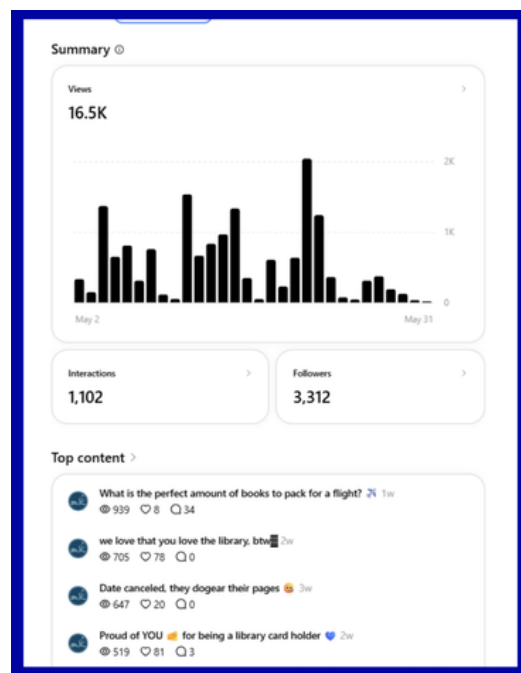 Summary
Views
16.5K
2K
1K
0
May 2 May 31
Interactions
1,102
Followers
3,312
Top content
What is the perfect amount of books to pack for a flight? ✈️ 1w
939 8 34
we love that you love the library, btw 2w
705 78 0
Date canceled, they dogear their pages 2w
647 20 0
Proud of YOU 🫵 for being a library card holder 💙 2w
519 81 3